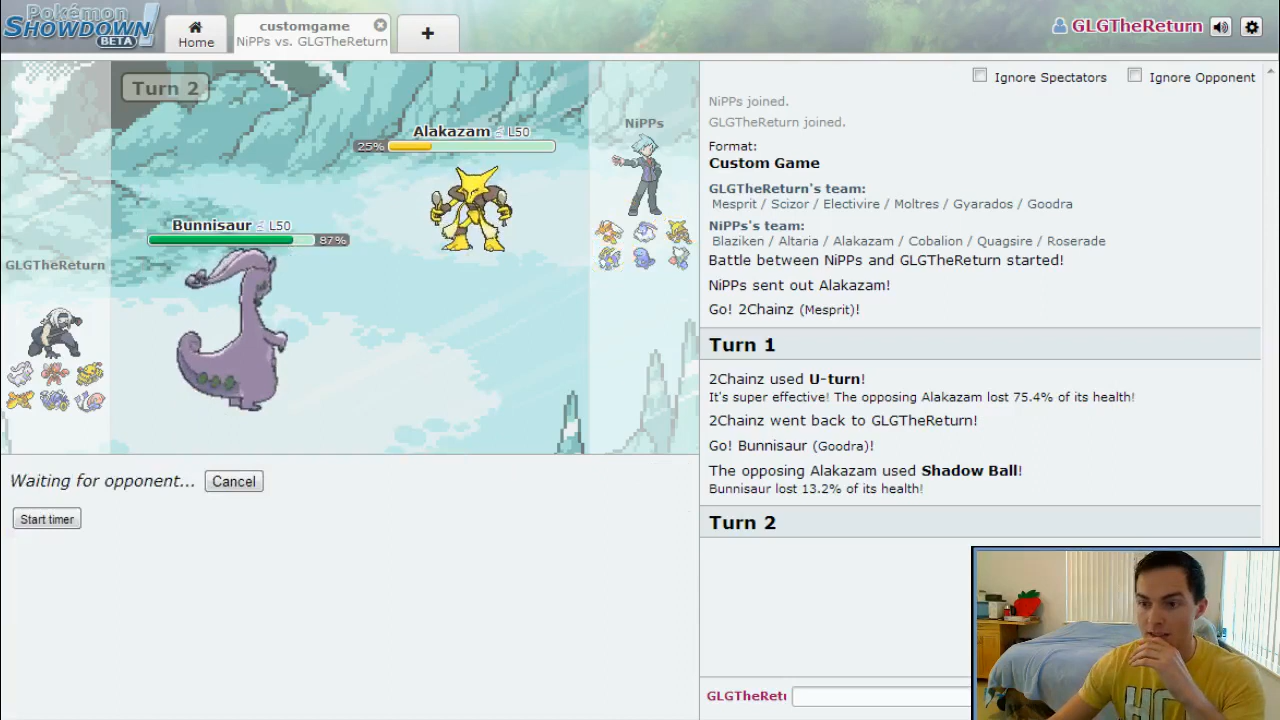 Pokémon
SHOWDOWN!
BETA
Home
customgame
NiPPs vs. GLGTheReturn
+
GLGTheReturn
Turn 2
Alakazam L50
25%
Bunnisaur L50
87%
GLGTheReturn
NiPPs
Waiting for opponent... Cancel
Start timer
Ignore Spectators Ignore Opponent
NiPPs joined.
GLGTheReturn joined.
Format:
Custom Game
GLGTheReturn's team:
Mesprit / Scizor / Electivire / Moltres / Gyarados / Goodra
NiPPs's team:
Blaziken / Altaria / Alakazam / Cobalion / Quagsire / Roserade
Battle between NiPPs and GLGTheReturn started!
NiPPs sent out Alakazam!
Go! 2Chainz (Mesprit)!
Turn 1
2Chainz used U-turn!
It's super effective! The opposing Alakazam lost 75.4% of its health!
2Chainz went back to GLGTheReturn!
Go! Bunnisaur (Goodra)!
The opposing Alakazam used Shadow Ball!
Bunnisaur lost 13.2% of its health!
Turn 2
GLGTheRetu